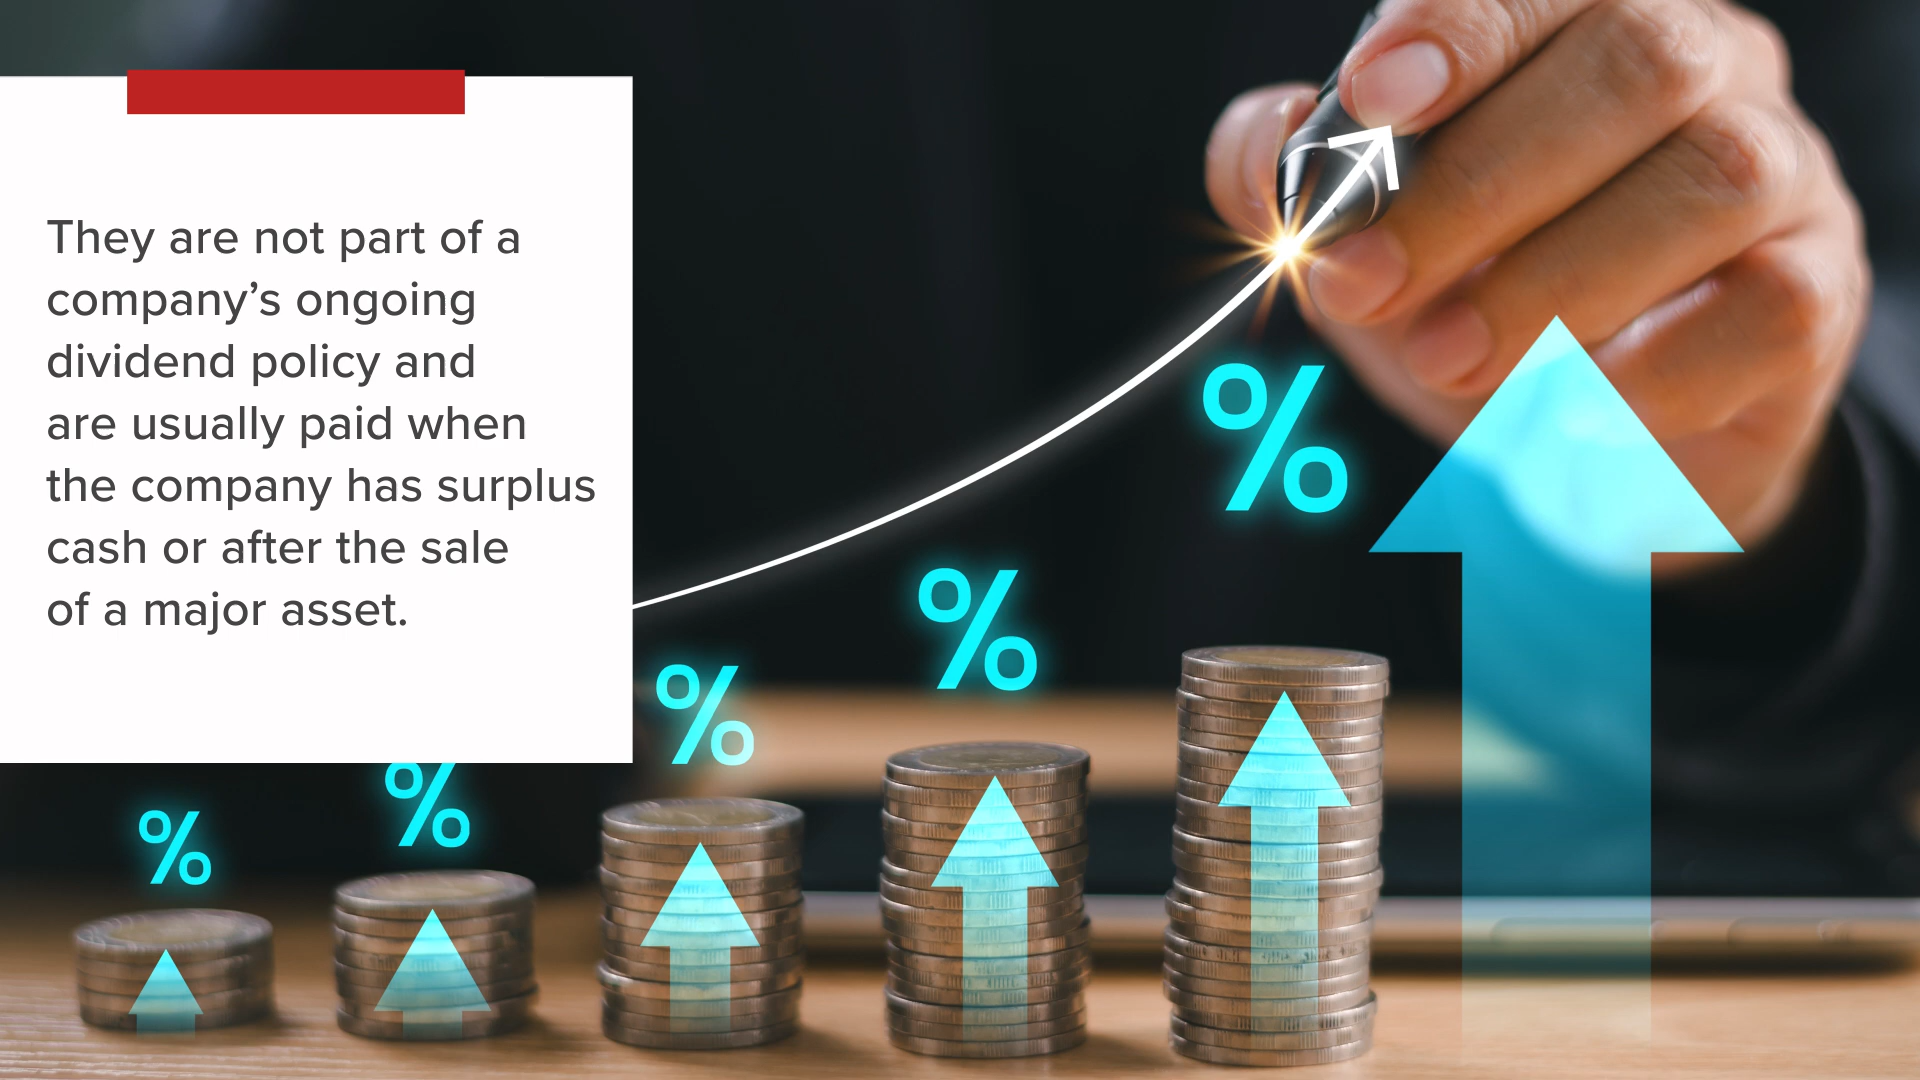 They are not part of a
company’s ongoing
dividend policy and
are usually paid when
the company has surplus
cash or after the sale
of a major asset.
%
%
%
%
%